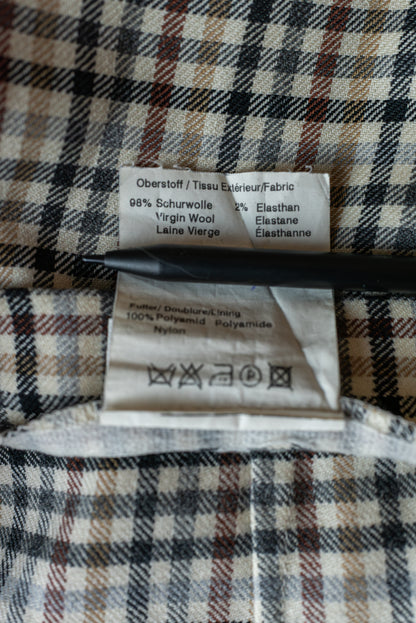 Oberstoff / Tissu Extérieur/Fabric
98% Schurwolle 2% Elasthan
Virgin Wool Elastane
Laine Vierge Élasthanne
Futter/ Doublure/Lining
100% Polyamid Polyamide
Nylon